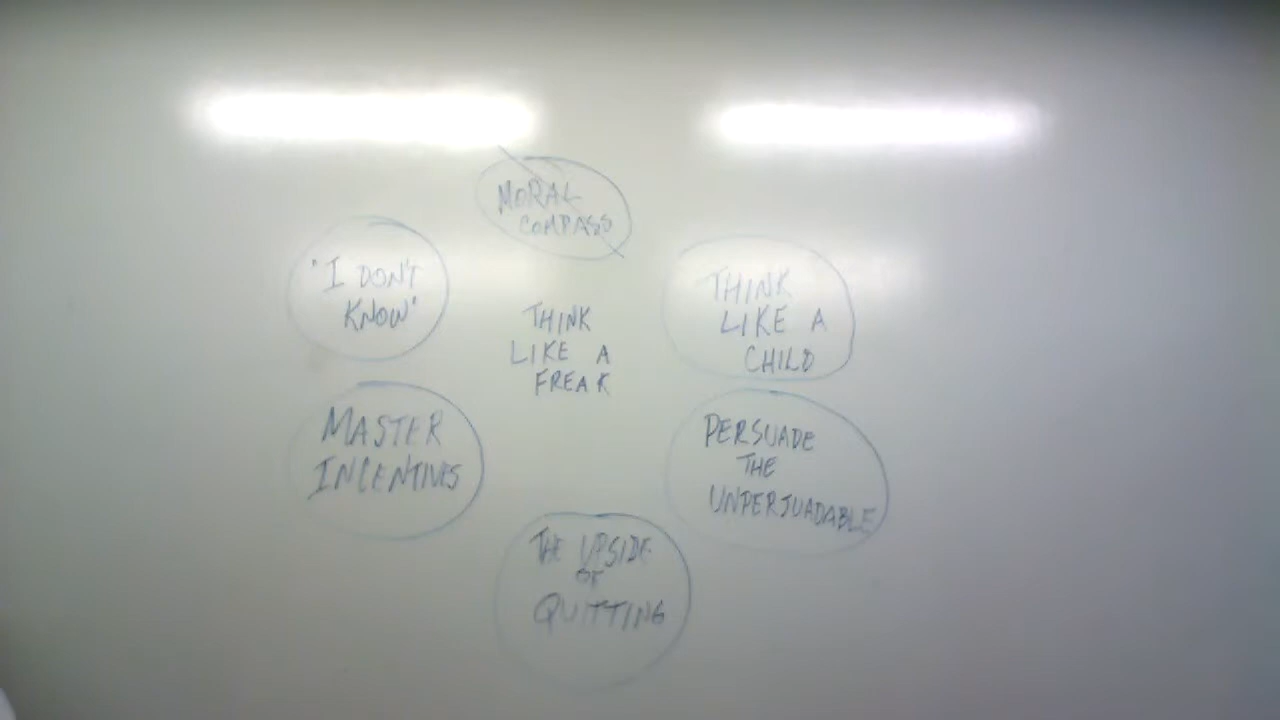 MORAL
COMPASS
"I DON'T
KNOW"
THINK
LIKE A
FREAK
THINK
LIKE A
CHILD
MASTER
INCENTIVES
PERSUADE
THE
UNPERSUADABLE
THE UPSIDE
OF
QUITTING